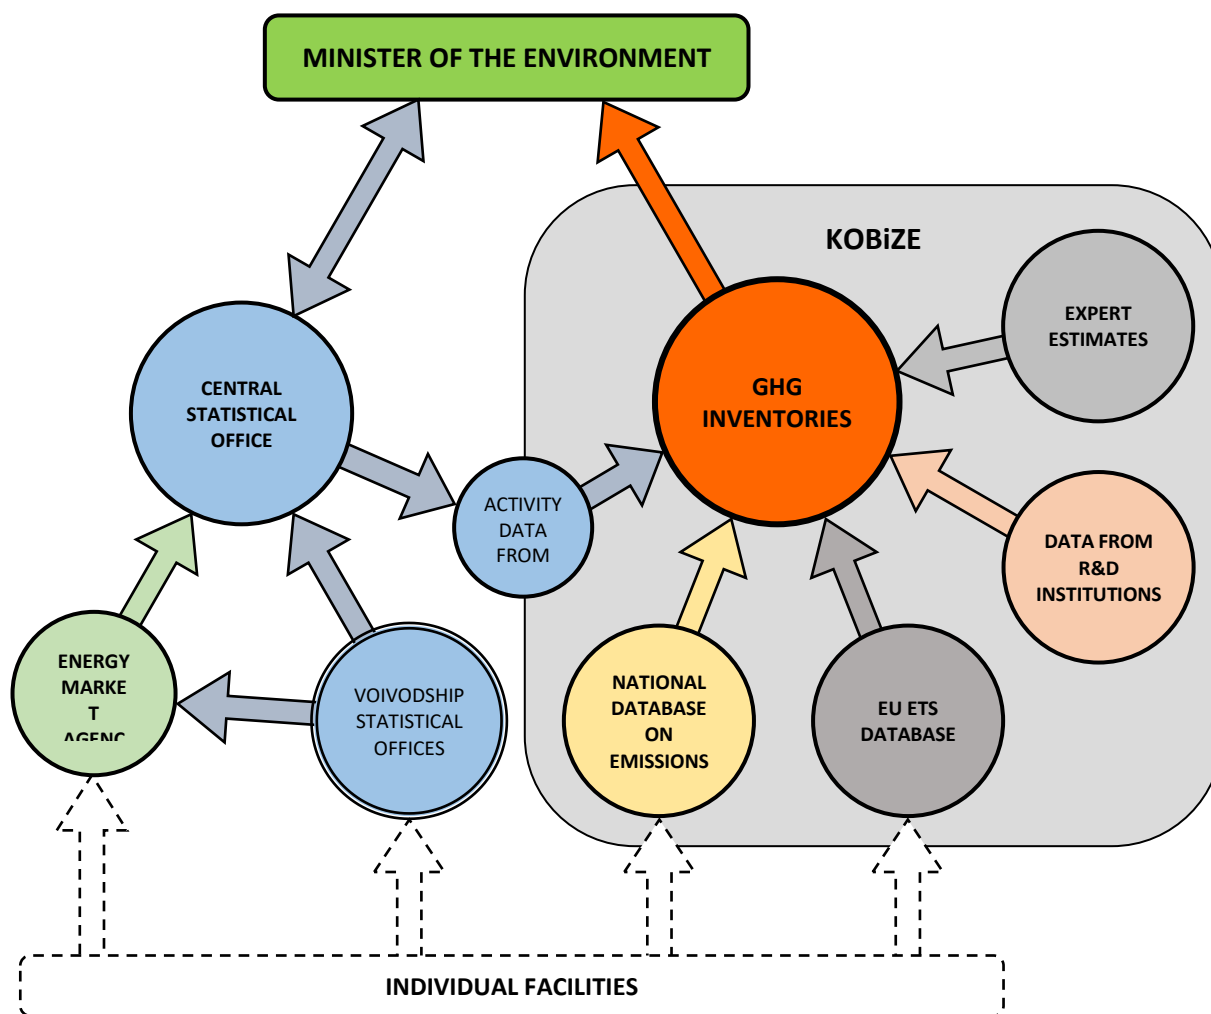 MINISTER OF THE ENVIRONMENT
KOBiZE
EXPERT
ESTIMATES
CENTRAL
STATISTICAL
OFFICE
GHG
INVENTORIES
ACTIVITY
DATA
FROM
DATA FROM
R&D
INSTITUTIONS
ENERGY
MARKE
T
AGENC
VOIVODSHIP
STATISTICAL
OFFICES
NATIONAL
DATABASE
ON
EMISSIONS
EU ETS
DATABASE
INDIVIDUAL FACILITIES